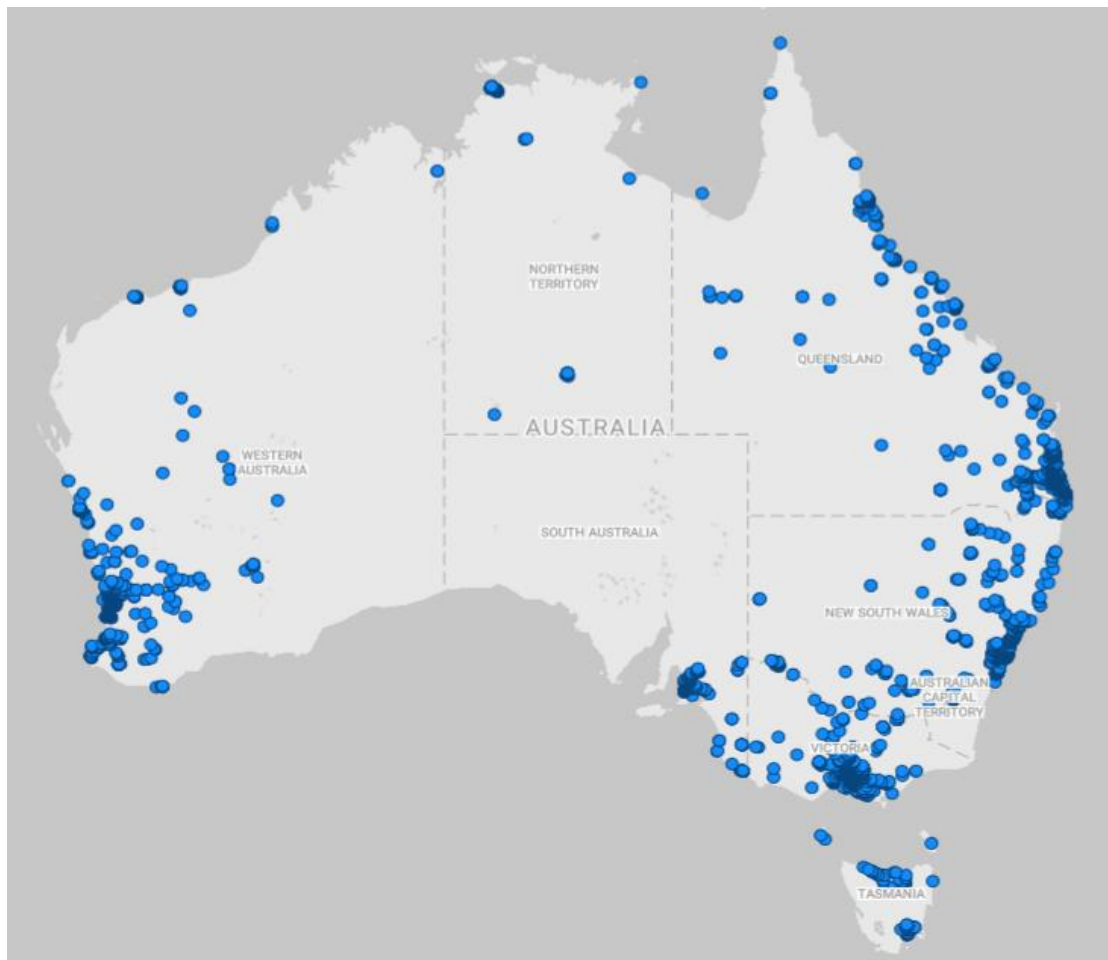 NORTHERN
TERRITORY
QUEENSLAND
AUSTRALIA
WESTERN
AUSTRALIA
SOUTH AUSTRALIA
NEW SOUTH WALES
AUSTRALIAN
CAPITAL
TERRITORY
VICTORIA
TASMANIA